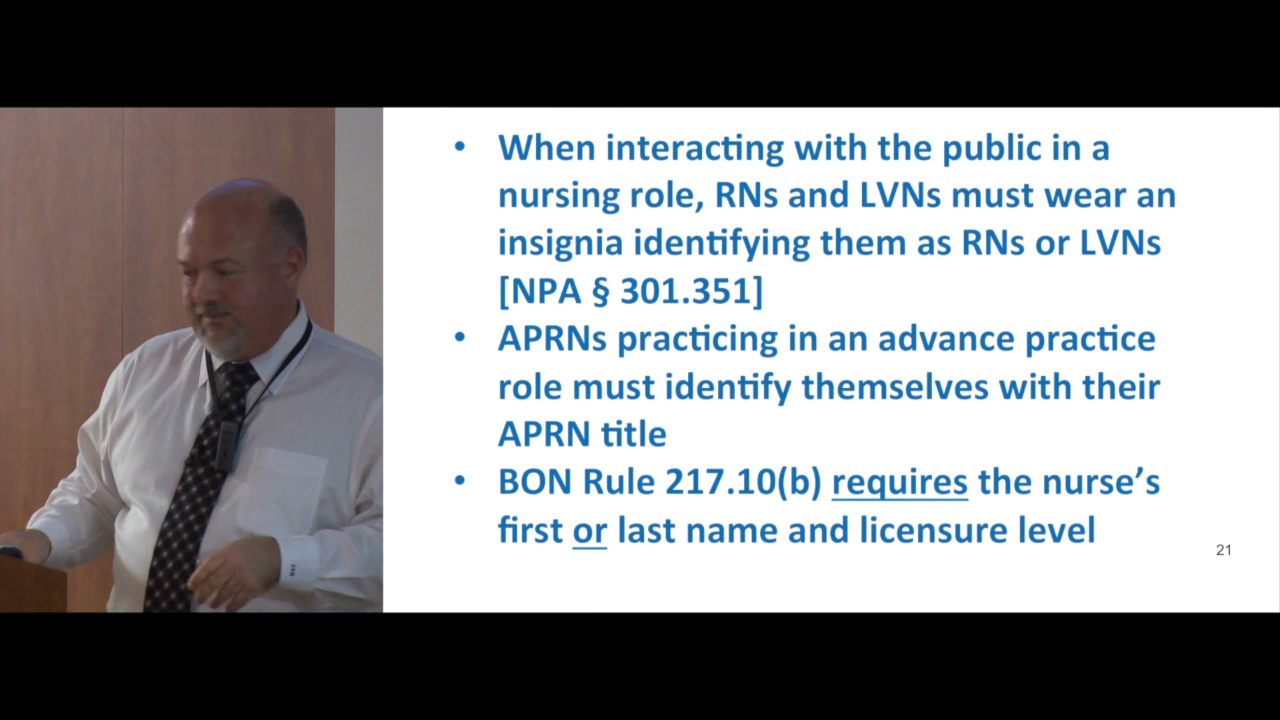 • When interacting with the public in a
nursing role, RNs and LVNs must wear an
insignia identifying them as RNs or LVNs
[NPA § 301.351]
• APRNs practicing in an advance practice
role must identify themselves with their
APRN title
• BON Rule 217.10(b) requires the nurse’s
first or last name and licensure level
21